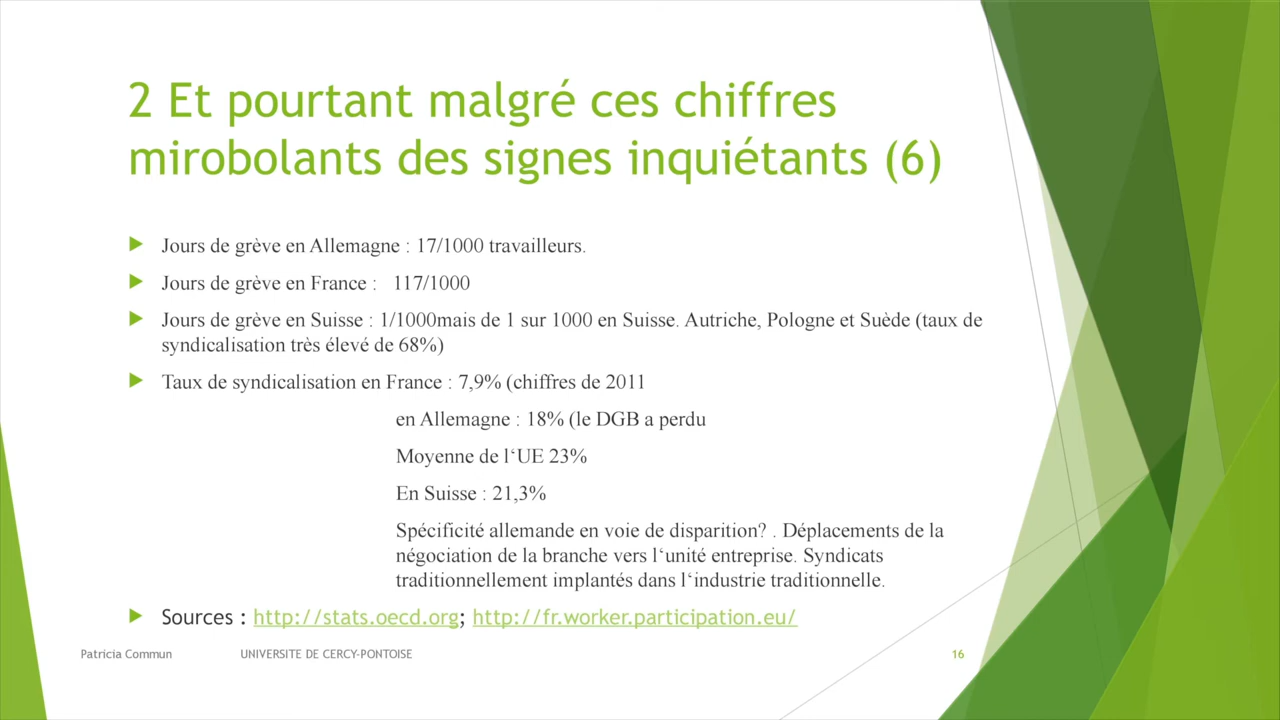 2 Et pourtant malgré ces chiffres
mirobolants des signes inquiétants (6)
Jours de grève en Allemagne : 17/1000 travailleurs.
Jours de grève en France : 117/1000
Jours de grève en Suisse : 1/1000mais de 1 sur 1000 en Suisse. Autriche, Pologne et Suède (taux de
syndicalisation très élevé de 68%)
Taux de syndicalisation en France : 7,9% (chiffres de 2011
en Allemagne : 18% (le DGB a perdu
Moyenne de l‘UE 23%
En Suisse : 21,3%
Spécificité allemande en voie de disparition? . Déplacements de la
négociation de la branche vers l‘unité entreprise. Syndicats
traditionnellement implantés dans l‘industrie traditionnelle.
Sources : http://stats.oecd.org; http://fr.worker.participation.eu/
Patricia Commun UNIVERSITE DE CERCY-PONTOISE 16